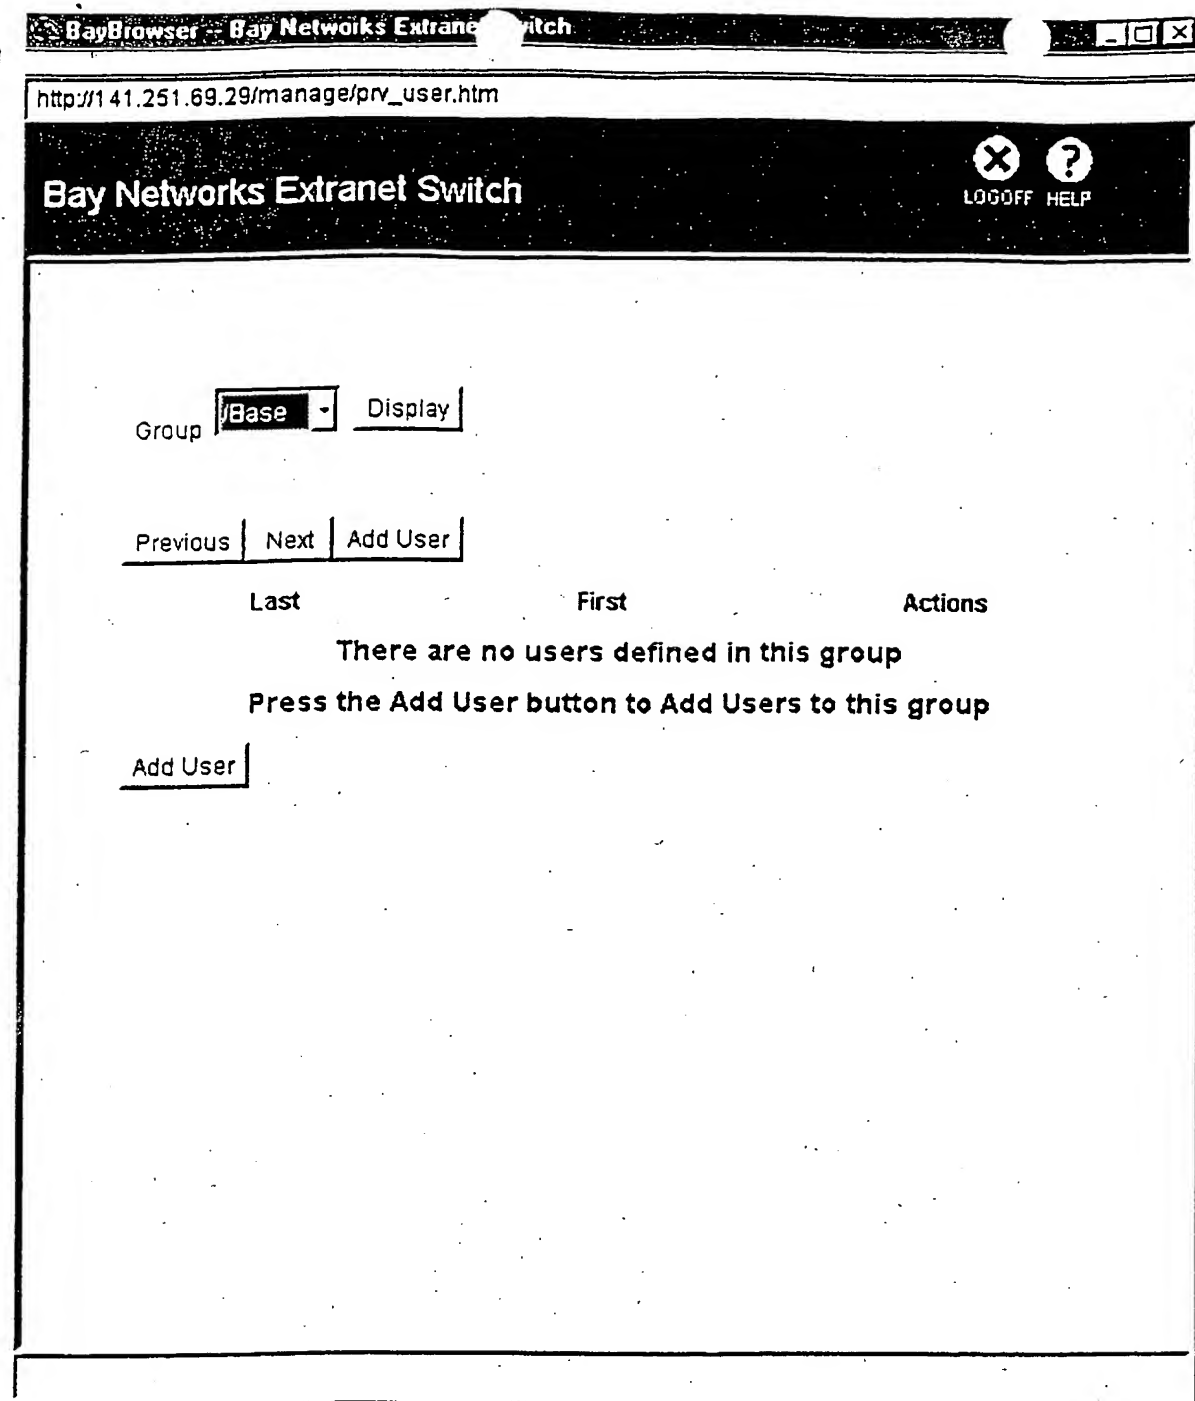 BayBrowser -- Bay Networks Extranet
http://141.251.69.29/manage/prv_user.htm
Bay Networks Extranet Switch
LOGOFF HELP
Group /Base Display
Previous Next Add User
Last First Actions
There are no users defined in this group
Press the Add User button to Add Users to this group
Add User